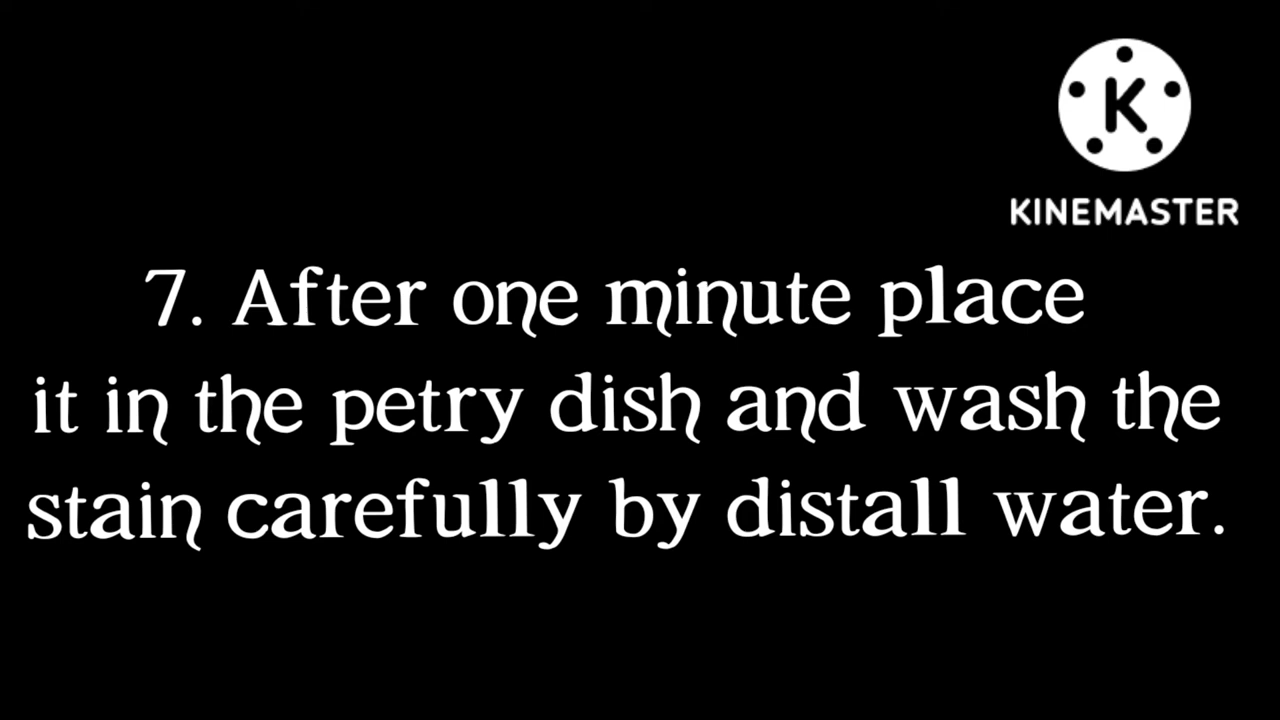 K
KINEMASTER
7. After one minute place
it in the petry dish and wash the
stain carefully by distall water.